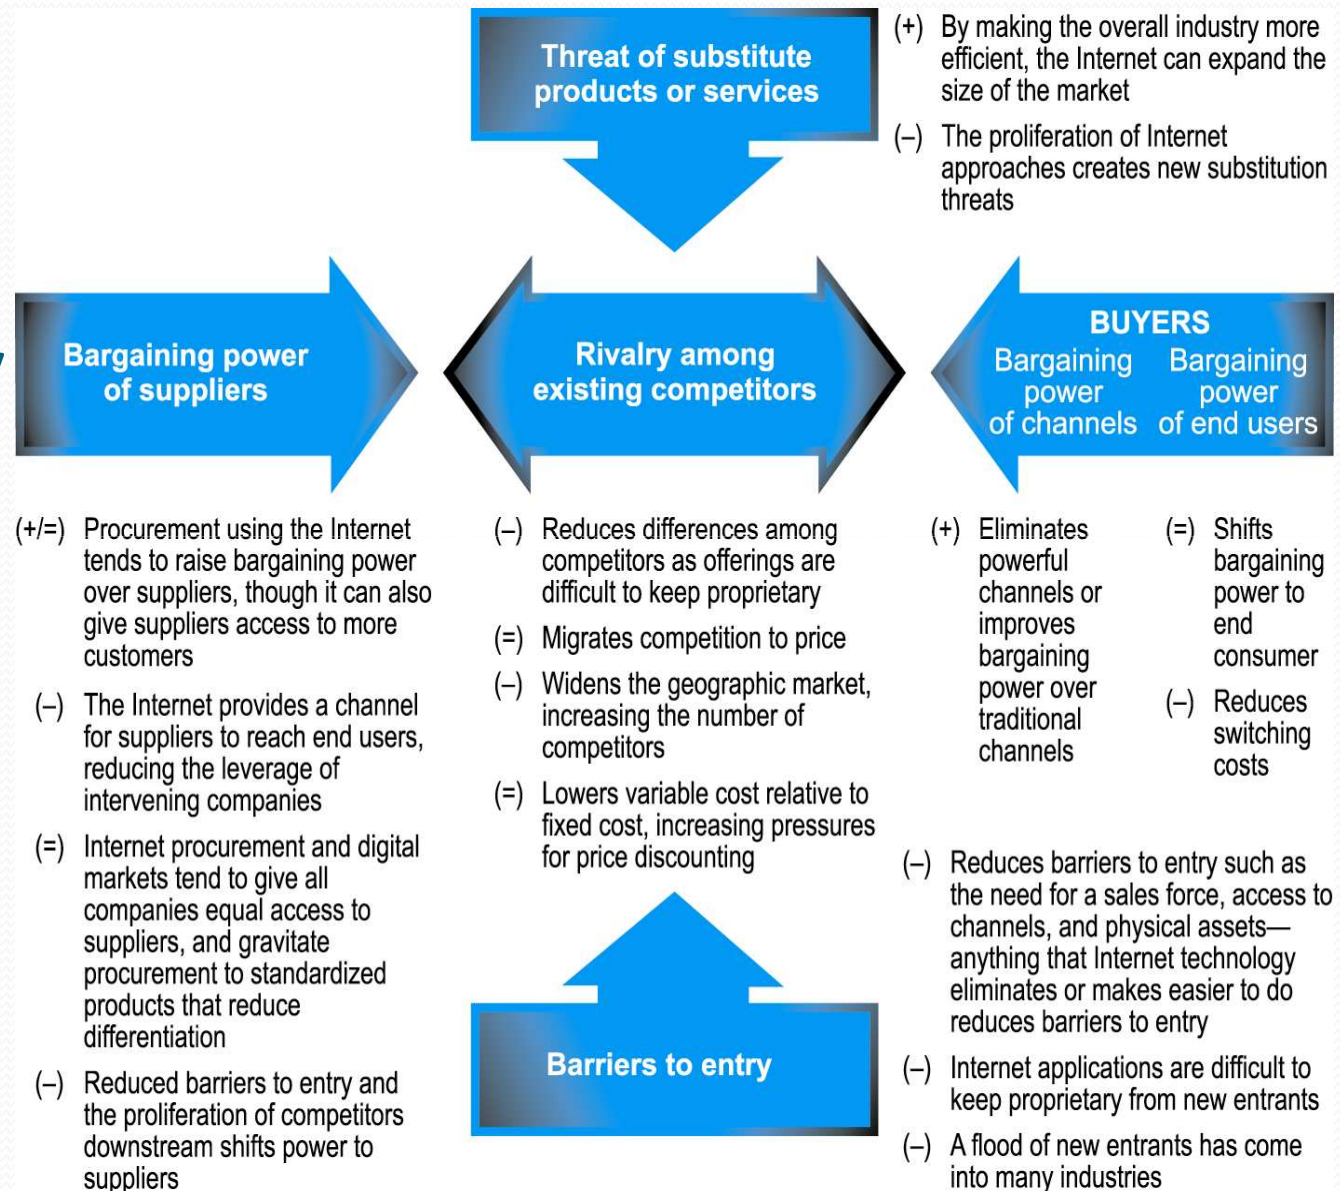 Threat of substitute
products or services
(+) By making the overall industry more
efficient, the Internet can expand the
size of the market
(–) The proliferation of Internet
approaches creates new substitution
threats
Bargaining power
of suppliers
Rivalry among
existing competitors
BUYERS
Bargaining
power
of channels
Bargaining
power
of end users
(+/=) Procurement using the Internet
tends to raise bargaining power
over suppliers, though it can also
give suppliers access to more
customers
(–) The Internet provides a channel
for suppliers to reach end users,
reducing the leverage of
intervening companies
(=) Internet procurement and digital
markets tend to give all
companies equal access to
suppliers, and gravitate
procurement to standardized
products that reduce
differentiation
(–) Reduced barriers to entry and
the proliferation of competitors
downstream shifts power to
suppliers
(–) Reduces differences among
competitors as offerings are
difficult to keep proprietary
(=) Migrates competition to price
(–) Widens the geographic market,
increasing the number of
competitors
(=) Lowers variable cost relative to
fixed cost, increasing pressures
for price discounting
(+) Eliminates
powerful
channels or
improves
bargaining
power over
traditional
channels
(=) Shifts
bargaining
power to
end
consumer
(–) Reduces
switching
costs
Barriers to entry
(–) Reduces barriers to entry such as
the need for a sales force, access to
channels, and physical assets—
anything that Internet technology
eliminates or makes easier to do
reduces barriers to entry
(–) Internet applications are difficult to
keep proprietary from new entrants
(–) A flood of new entrants has come
into many industries